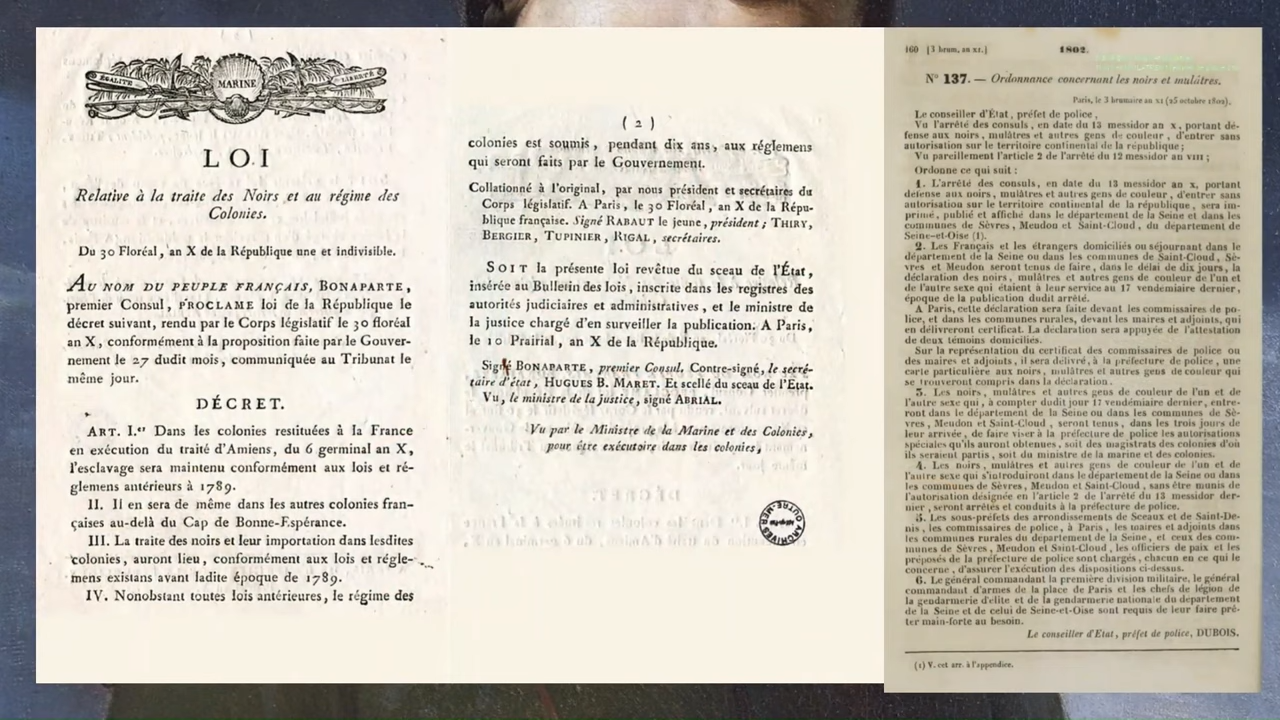 ÉGALITÉ
MARINE
LIBERTÉ
LOI
Relative à la traite des Noirs et au régime des
Colonies.
Du 30 Floréal, an X de la République une et indivisible.
AU NOM DU PEUPLE FRANÇAIS, BONAPARTE,
premier Consul, PROCLAME loi de la République le
décret suivant, rendu par le Corps législatif le 30 floréal
an X, conformément à la proposition faite par le Gouver-
nement le 27 dudit mois, communiquée au Tribunat le
même jour.
DÉCRET.
ART. I.er Dans les colonies restituées à la France
en exécution du traité d'Amiens, du 6 germinal an X,
l'esclavage sera maintenu conformément aux lois et ré-
glemens antérieurs à 1789.
II. Il en sera de même dans les autres colonies fran-
çaises au-delà du Cap de Bonne-Espérance.
III. La traite des noirs et leur importation dans lesdites
colonies, auront lieu, conformément aux lois et régle-
mens existans avant ladite époque de 1789.
IV. Nonobstant toutes lois antérieures, le régime des
( 2 )
colonies est soumis, pendant dix ans, aux réglemens
qui seront faits par le Gouvernement.
Collationné à l'original, par nous président et secrétaires du
Corps législatif. A Paris, le 30 Floréal, an X de la Répu-
blique française. Signé RABAUT le jeune, président; THIRY,
BERGIER, TUPINIER, RIGAL, secrétaires.
SOIT la présente loi revêtue du sceau de l'État,
insérée au Bulletin des lois, inscrite dans les registres des
autorités judiciaires et administratives, et le ministre de
la justice chargé d'en surveiller la publication. A Paris,
le 10 Prairial, an X de la République.
Signé BONAPARTE, premier Consul. Contre-signé, le secré-
taire d'état, HUGUES B. MARET. Et scellé du sceau de l'Etat.
Vu, le ministre de la justice, signé ABRIAL.
Vu par le Ministre de la Marine et des Colonies,
pour être exécutoire dans les colonies,
ARCHIVES
OUTRE-MER
160 [3 brum. an XI.] 1802.
N° 137. — Ordonnance concernant les noirs et mulâtres.
Paris, le 3 brumaire an XI (25 octobre 1802).
Le conseiller d'État, préfet de police,
Vu l'arrêté des consuls, en date du 13 messidor an X, portant dé-
fense aux noirs, mulâtres et autres gens de couleur, d'entrer sans
autorisation sur le territoire continental de la république;
Vu pareillement l'article 2 de l'arrêté du 12 messidor an VIII;
Ordonne ce qui suit :
1. L'arrêté des consuls, en date du 13 messidor an X, portant
défense aux noirs, mulâtres et autres gens de couleur, d'entrer sans
autorisation sur le territoire continental de la république, sera im-
primé, publié et affiché dans le département de la Seine et dans les
communes de Sèvres, Meudon et Saint-Cloud, du département de
Seine-et-Oise (1).
2. Les Français et les étrangers domiciliés ou séjournant dans le
département de la Seine ou dans les communes de Saint-Cloud, Sè-
vres et Meudon seront tenus de faire, dans le délai de dix jours, la
déclaration des noirs, mulâtres et autres gens de couleur de l'un et
de l'autre sexe qui étaient à leur service au 17 vendémiaire dernier,
époque de la publication dudit arrêté.
A Paris, cette déclaration sera faite devant les commissaires de po-
lice, et dans les communes rurales, devant les maires et adjoints, qui
en délivreront certificat. La déclaration sera appuyée de l'attestation
de deux témoins domiciliés.
Sur la représentation du certificat des commissaires de police ou
des maires et adjoints, il sera délivré, à la préfecture de police, une
carte particulière aux noirs, mulâtres et autres gens de couleur qui
se trouveront compris dans la déclaration.
3. Les noirs, mulâtres et autres gens de couleur de l'un et de
l'autre sexe qui, à compter dudit jour 17 vendémiaire dernier, entre-
ront dans le département de la Seine ou dans les communes de Sè-
vres, Meudon et Saint-Cloud, seront tenus, dans les trois jours de
leur arrivée, de faire viser à la préfecture de police les autorisations
spéciales qu'ils auront obtenues, soit des magistrats des colonies d'où
ils seraient partis, soit du ministre de la marine et des colonies.
4. Les noirs, mulâtres et autres gens de couleur de l'un et de
l'autre sexe qui s'introduiront dans le département de la Seine ou dans
les communes de Sèvres, Meudon et Saint-Cloud, sans être munis de
l'autorisation désignée en l'article 2 de l'arrêté du 13 messidor der-
nier, seront arrêtés et conduits à la préfecture de police.
5. Les sous-préfets des arrondissements de Sceaux et de Saint-De-
nis, les commissaires de police, à Paris, les maires et adjoints dans
les communes rurales du département de la Seine, et ceux des com-
munes de Sèvres, Meudon et Saint-Cloud, les officiers de paix et les
préposés de la préfecture de police sont chargés, chacun en ce qui le
concerne, d'assurer l'exécution des dispositions ci-dessus.
6. Le général commandant la première division militaire, le général
commandant d'armes de la place de Paris et les chefs de légion de
la gendarmerie d'élite et de la gendarmerie nationale du département
de la Seine et de celui de Seine-et-Oise sont requis de leur faire prê-
ter main-forte au besoin.
Le conseiller d'Etat, préfet de police, DUBOIS.
(1) V. cet arr. à l'appendice.